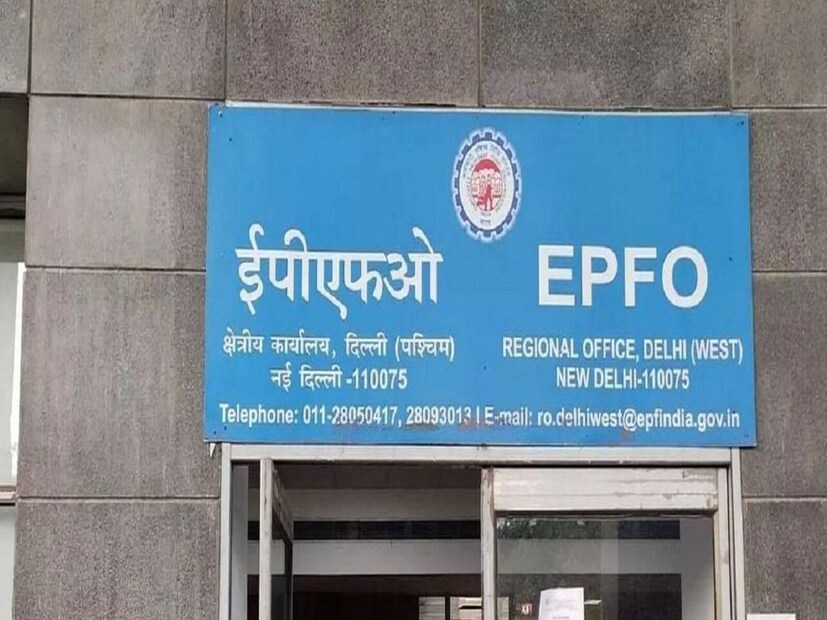 ईपीएफओ
EPFO
क्षेत्रीय कार्यालय, दिल्ली (पश्चिम)
नई दिल्ली -110075
REGIONAL OFFICE, DELHI (WEST)
NEW DELHI-110075
Telephone: 011-28050417, 28093013 | E-mail: ro.delhiwest@epfindia.gov.in